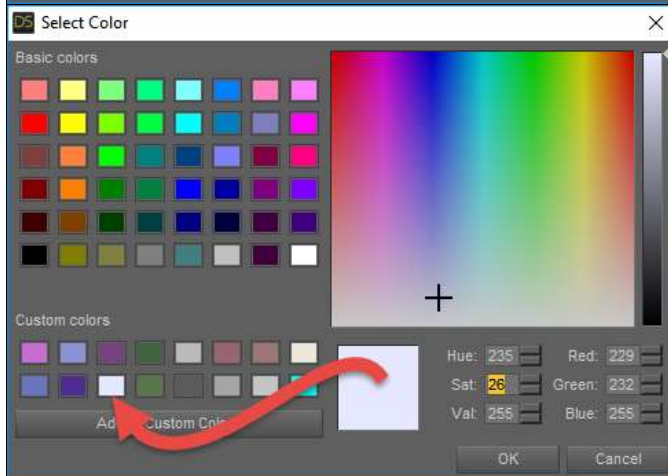 DS Select Color
Basic colors
Custom colors
Hue: 235 Red: 229
Sat: 26 Green: 232
Val: 255 Blue: 255
Custom
OK Cancel